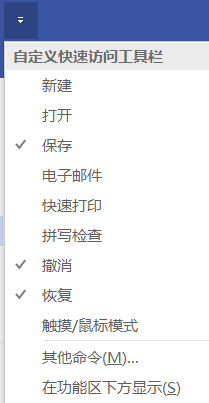 自定义快速访问工具栏
新建
打开
保存
电子邮件
快速打印
拼写检查
撤消
恢复
触摸/鼠标模式
其他命令(M)...
在功能区下方显示(S)